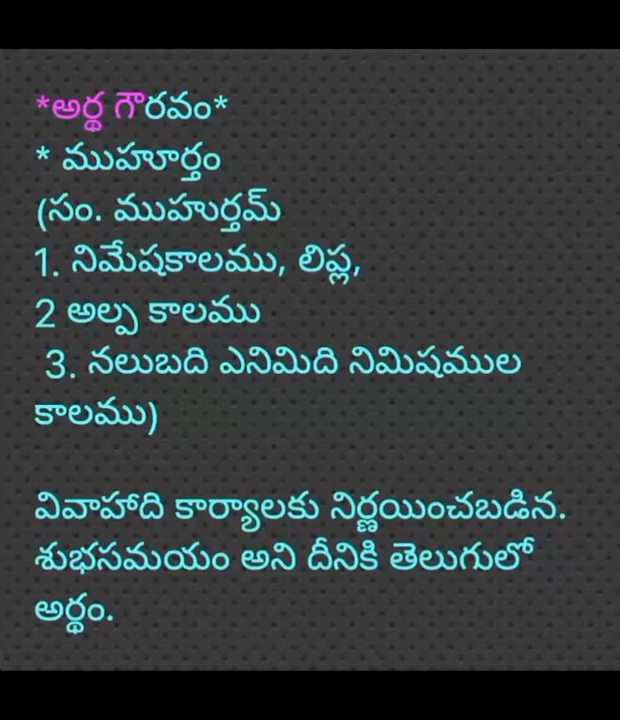 *అర్థ గౌరవం*
* ముహూర్తం
(సం. ముహుర్తమ్
1. నిమేషకాలము, లిప్త,
2 అల్ప కాలము
3. నలుబది ఎనిమిది నిమిషముల
కాలము)
వివాహాది కార్యాలకు నిర్ణయించబడిన.
శుభసమయం అని దీనికి తెలుగులో
అర్థం.